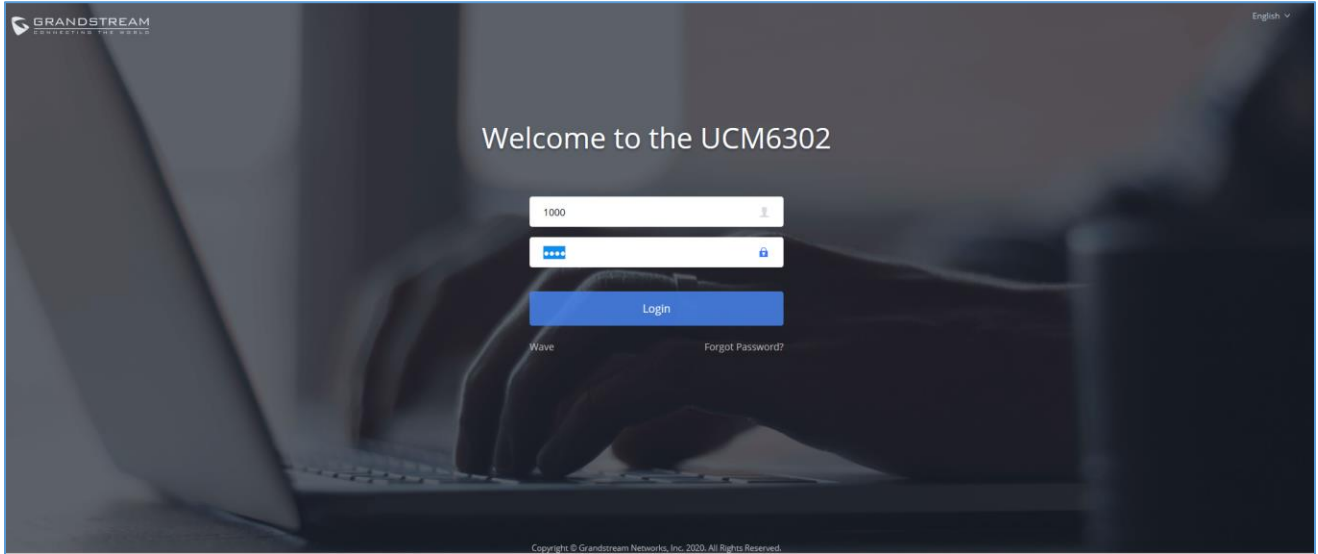 GRANDSTREAM
CONNECTING THE WORLD
English
Welcome to the UCM6302
1000
••••
Login
Wave
Forgot Password?
Copyright © Grandstream Networks, Inc. 2020. All Rights Reserved.